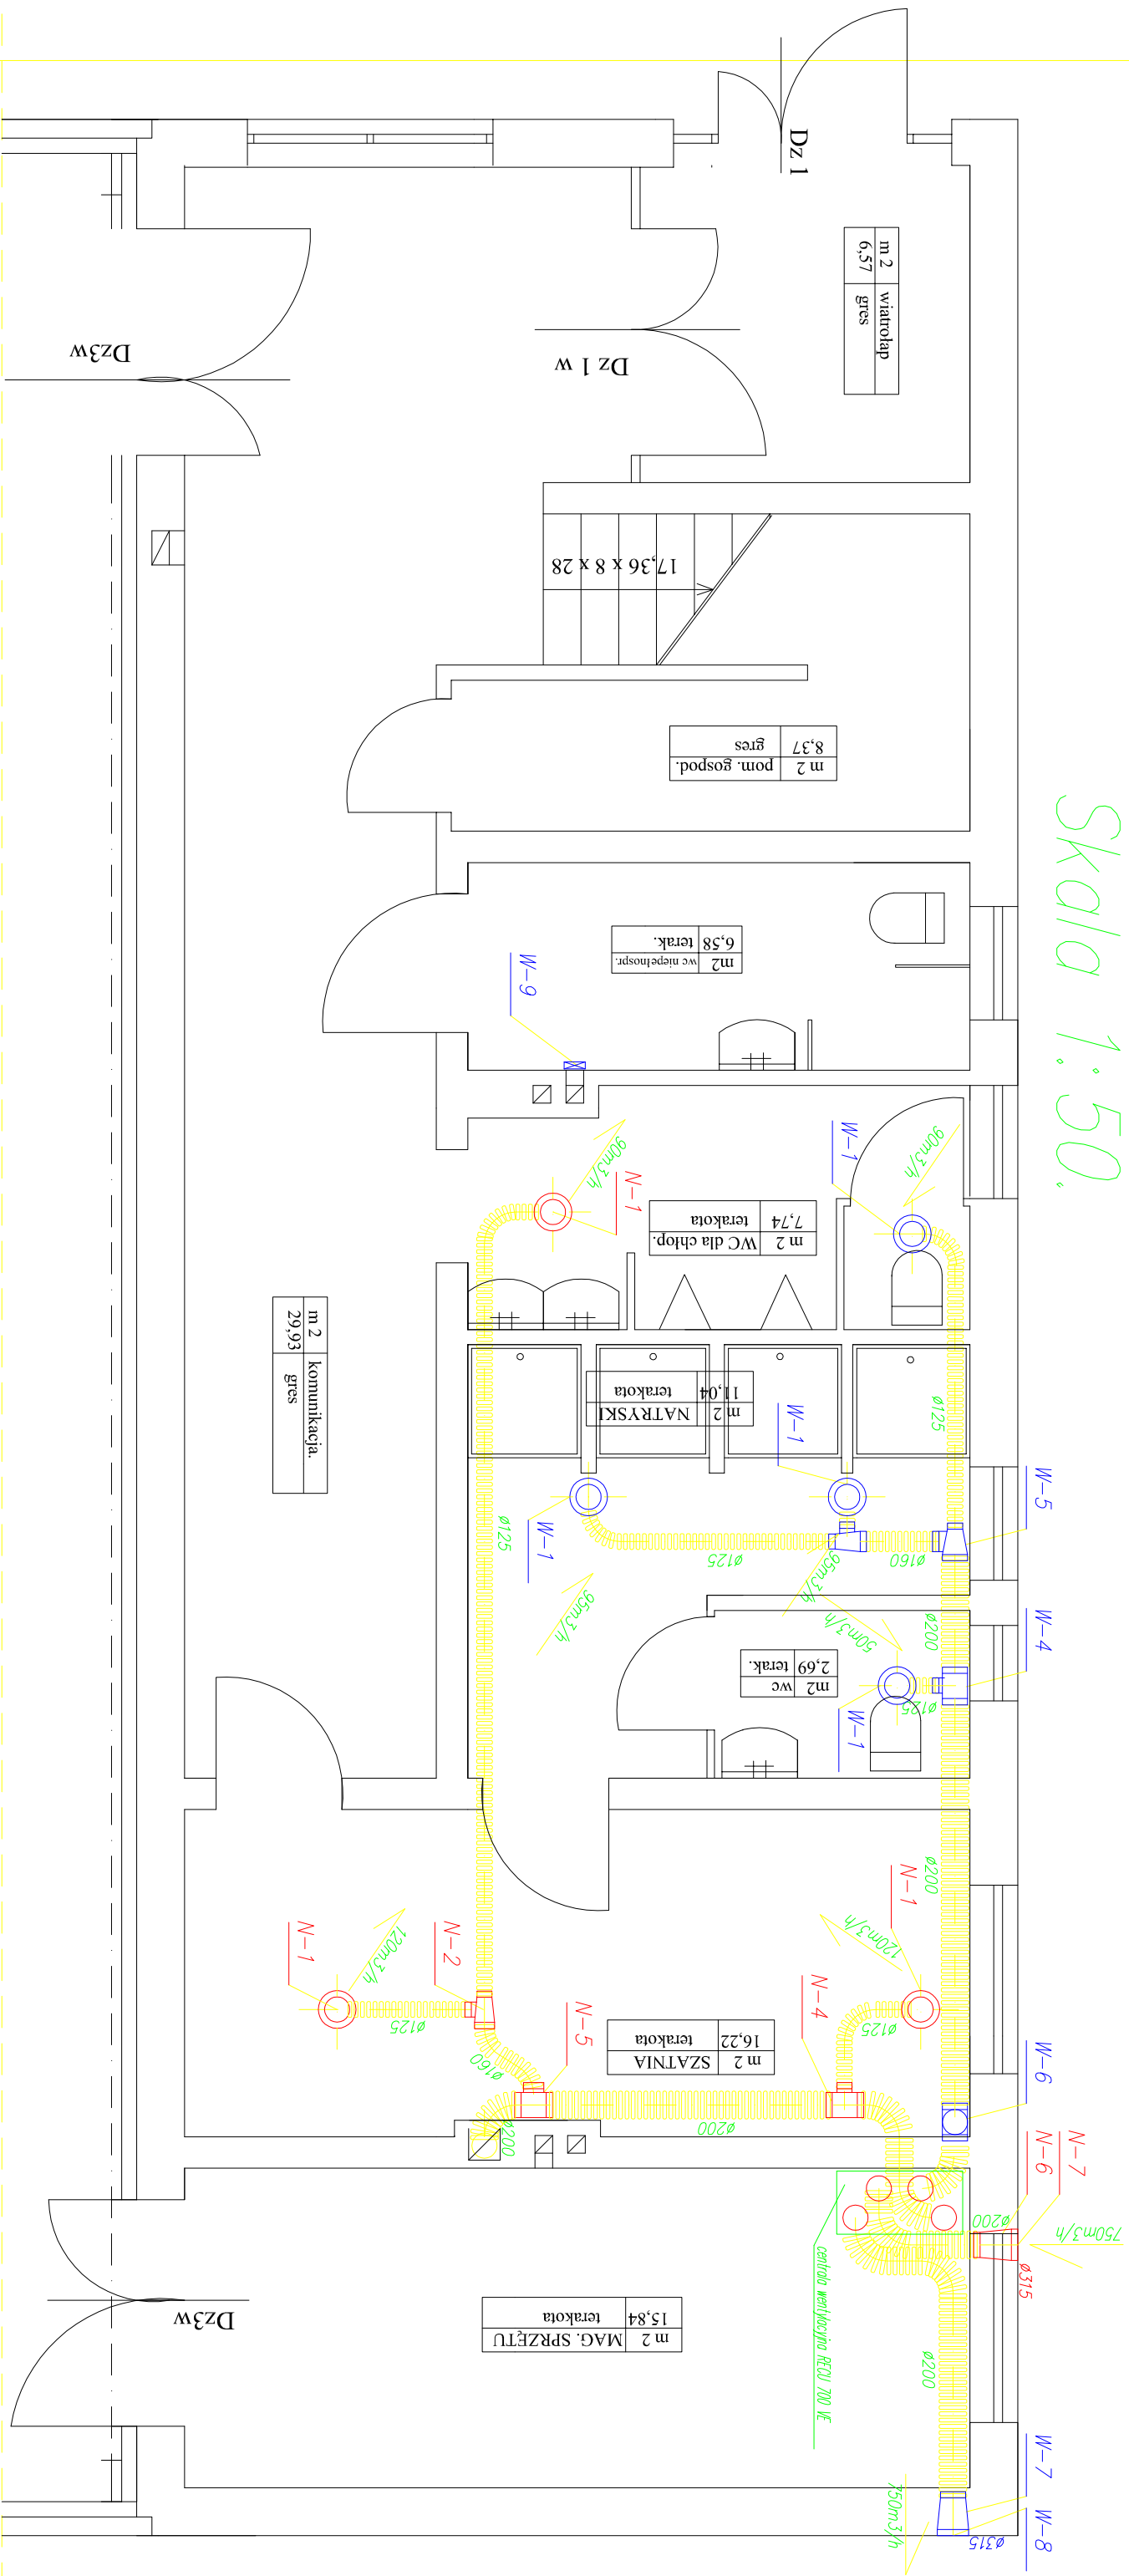 Skala 1:50.
Dz 1
m 2 wiatrołap
6,57 gres
Dz 1 w
Dz3w
17,36 x 8 x 28
m 2 pom. gospod.
8,37 gres
m2 wc niepełnospr.
6,58 terak.
W-9
90m3/h
N-1
W-1
90m3/h
m 2 WC dla chłop.
7,74 terakota
m 2 komunikacja.
29,93 gres
m 2 NATRYSKI
11,04 terakota
W-1
W-1
ø125
W-5
ø125
ø125
ø160
95m3/h
95m3/h
50m3/h
ø200
W-4
m2 wc
2,69 terak.
ø125
W-1
ø200
N-1
120m3/h
N-1
120m3/h
N-2
ø125
ø160
N-5
N-4
ø125
m 2 SZATNIA
16,22 terakota
ø200
ø200
W-6
N-7
N-6
ø200
750m3/h
ø315
centrala wentylacyjna RECU 700 VE
m 2 MAG. SPRZĘTU
15,84 terakota
Dz3w
ø200
W-7
W-8
750m3/h
ø315